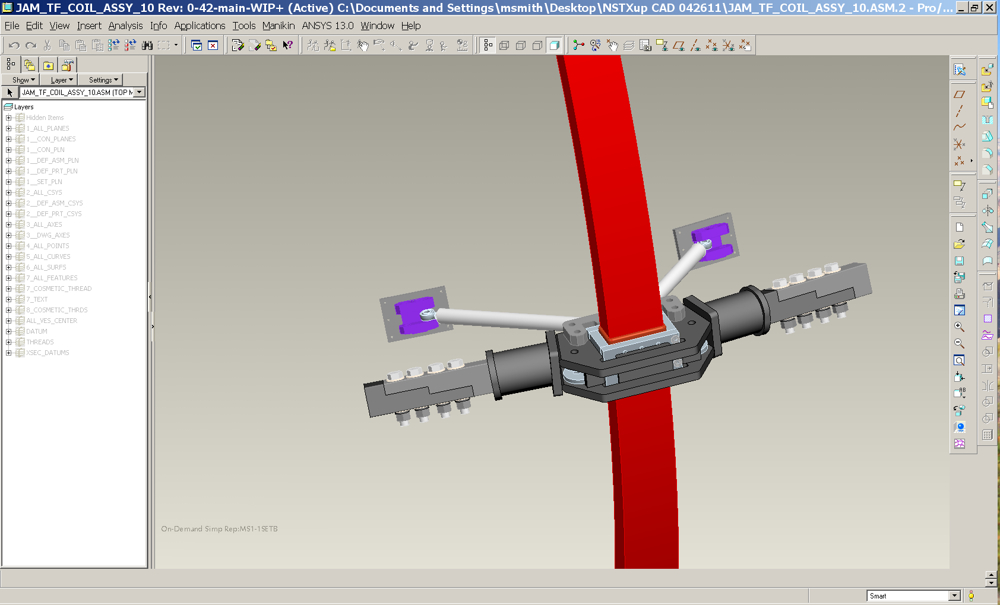 JAM_TF_COIL_ASSY_10 Rev: 0-42-main-WIP+ (Active) C:\Documents and Settings\msmith\Desktop\NSTXup CAD 042611\JAM_TF_COIL_ASSY_10.ASM.2 - Pro/...
File Edit View Insert Analysis Info Applications Tools Manikin ANSYS 13.0 Window Help
Show Layer Settings
JAM_TF_COIL_ASSY_10.ASM (TOP M
Layers
Hidden Items
1_ALL_PLANES
1__CON_PLANES
1__CON_PLN
1__DEF_ASM_PLN
1__DEF_PRT_PLN
1__SET_PLN
2_ALL_CSYS
2__DEF_ASM_CSYS
2__DEF_PRT_CSYS
3_ALL_AXES
3__DWG_AXES
4_ALL_POINTS
5_ALL_CURVES
6_ALL_SURFS
7_ALL_FEATURES
7_COSMETIC_THREAD
7_TEXT
8_COSMETIC_THRDS
ALL_VES_CENTER
DATUM
THREADS
XSEC_DATUMS
On-Demand Simp Rep:MS1-1SETB
AB
Smart